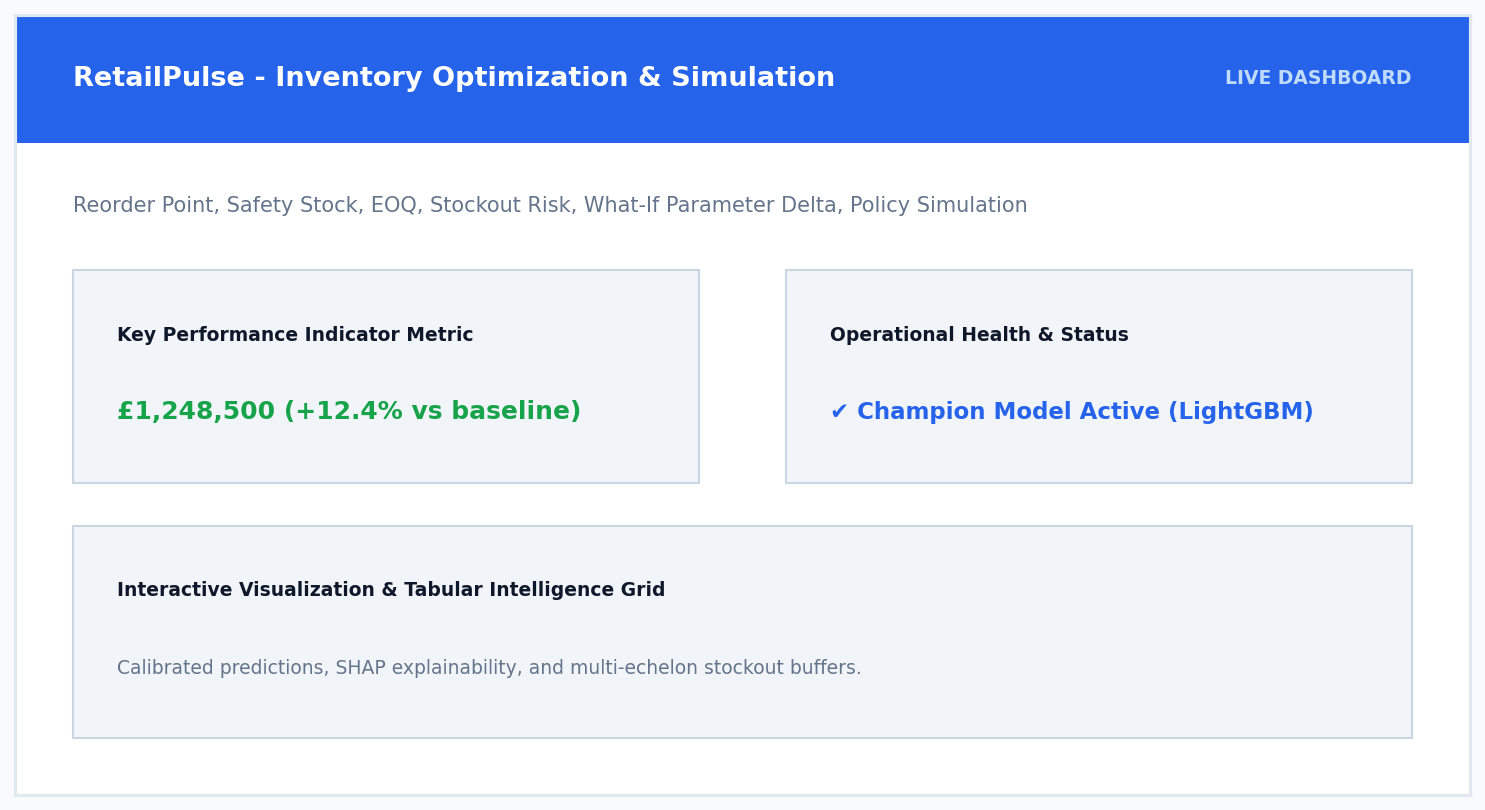 RetailPulse - Inventory Optimization & Simulation
LIVE DASHBOARD
Reorder Point, Safety Stock, EOQ, Stockout Risk, What-If Parameter Delta, Policy Simulation
Key Performance Indicator Metric
£1,248,500 (+12.4% vs baseline)
Operational Health & Status
✔ Champion Model Active (LightGBM)
Interactive Visualization & Tabular Intelligence Grid
Calibrated predictions, SHAP explainability, and multi-echelon stockout buffers.